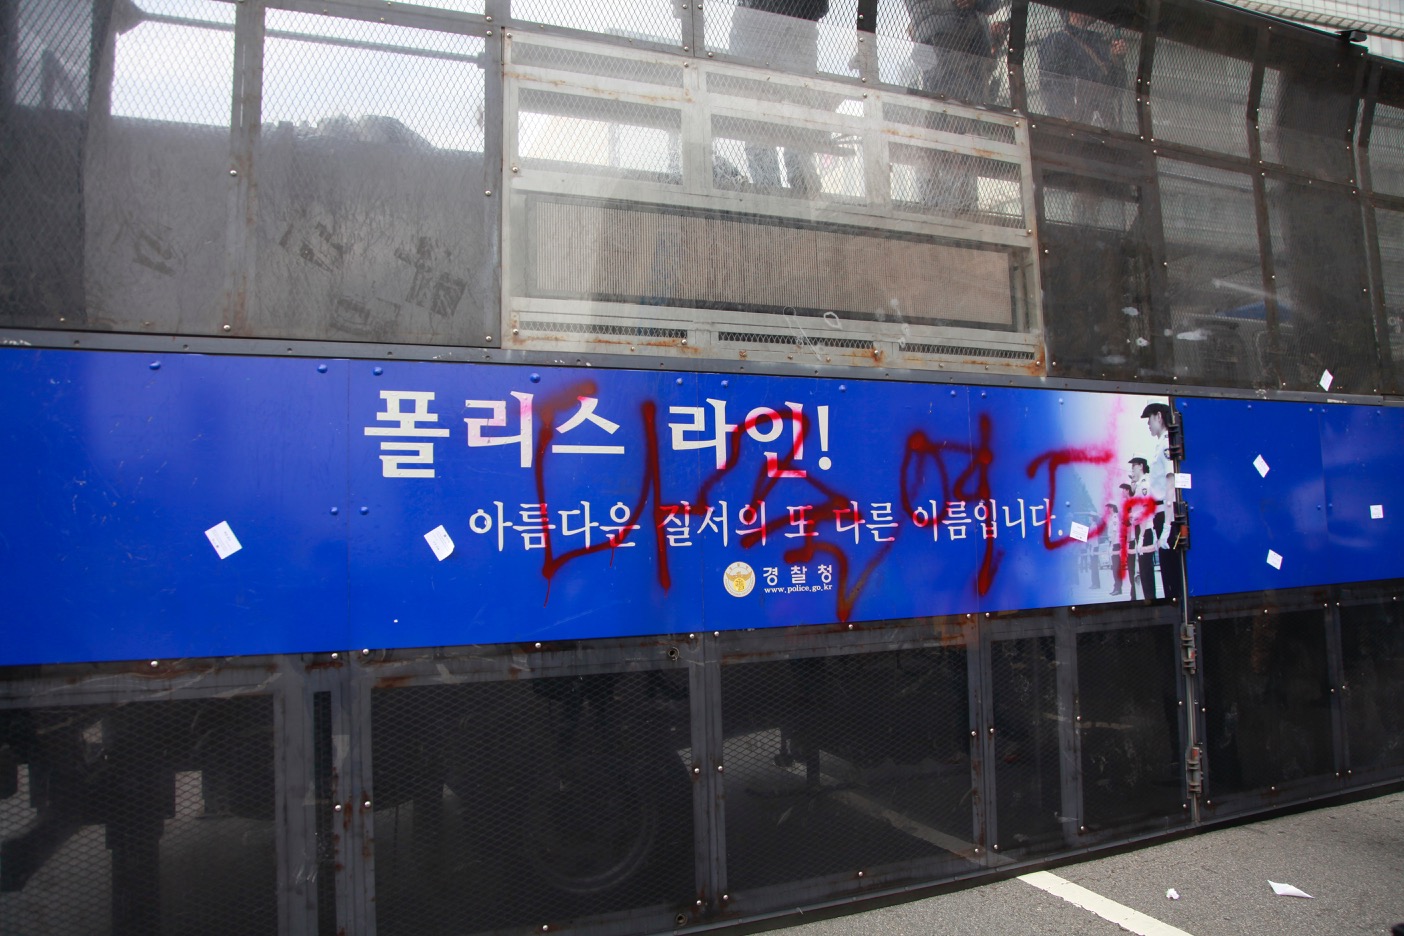 폴리스 라인!
아름다운 질서의 또 다른 이름입니다.
경찰청
www.police.go.kr